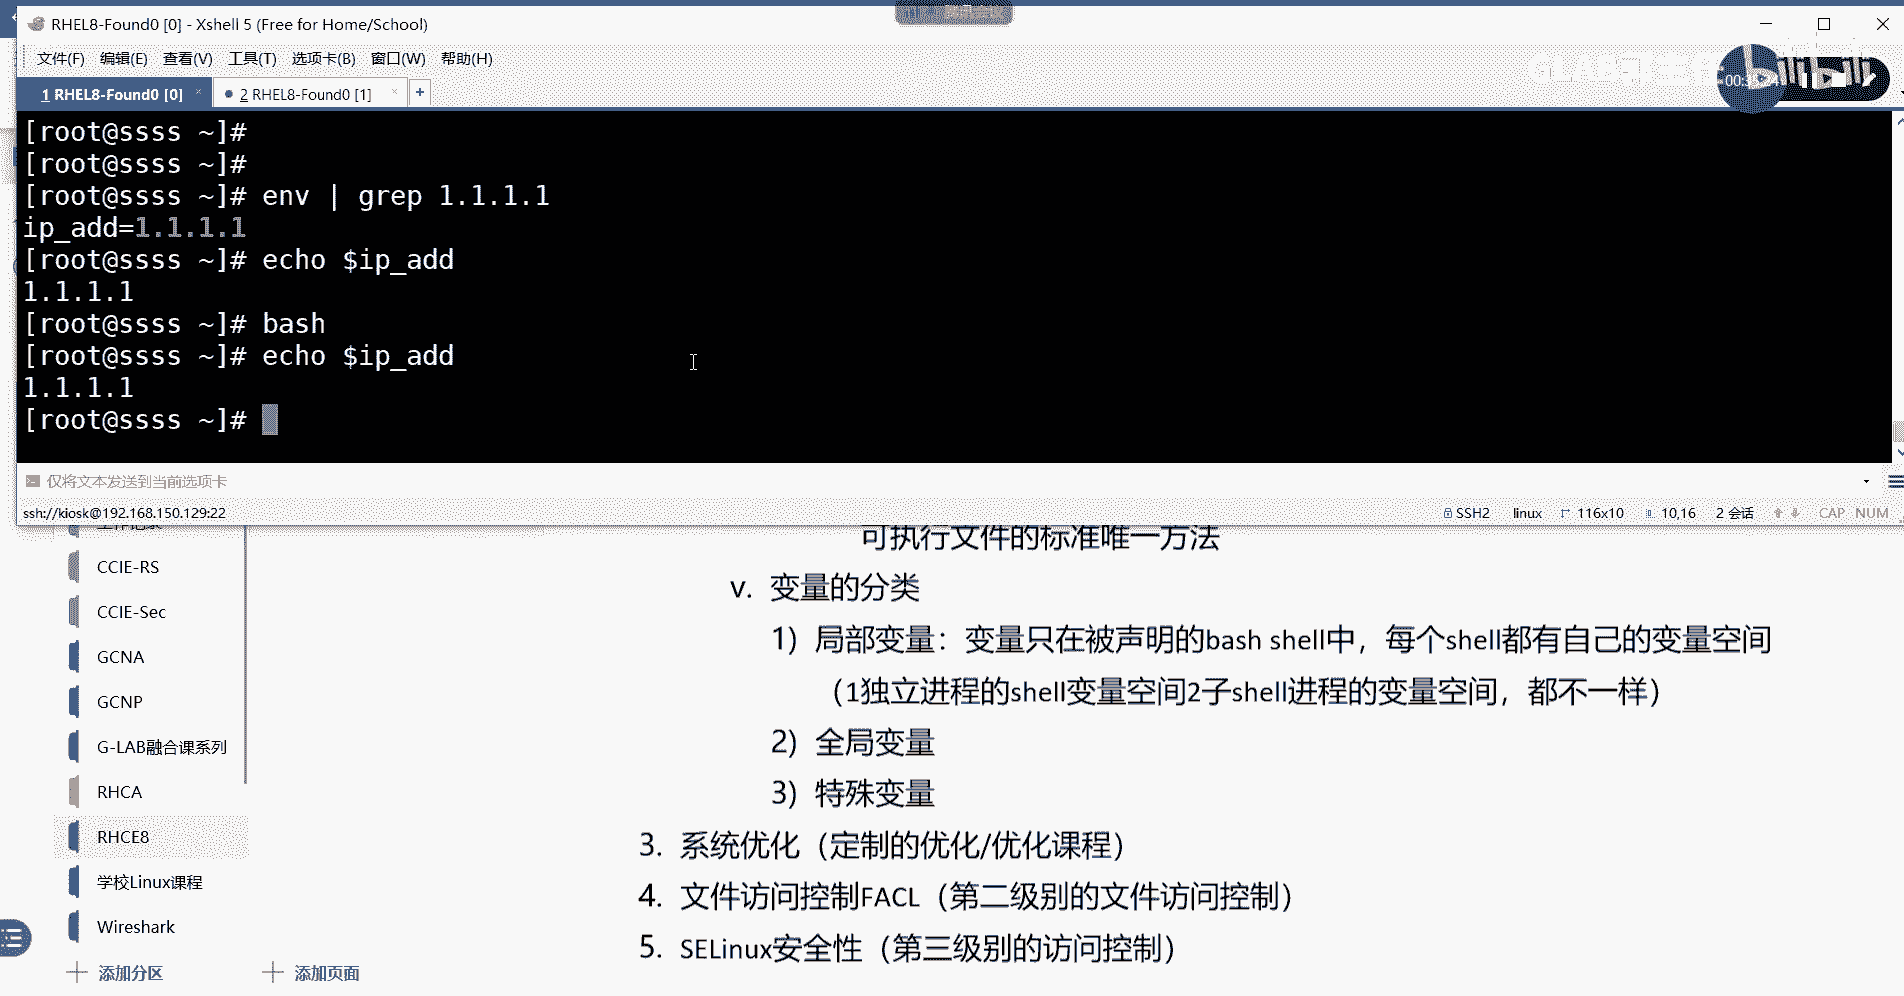 RHEL8-Found0 [0] - Xshell 5 (Free for Home/School)
文件(F) 编辑(E) 查看(V) 工具(T) 选项卡(B) 窗口(W) 帮助(H)
1 RHEL8-Found0 [0] × 2 RHEL8-Found0 [1] × +
[root@ssss ~]#
[root@ssss ~]#
[root@ssss ~]# env | grep 1.1.1.1
ip_add=1.1.1.1
[root@ssss ~]# echo $ip_add
1.1.1.1
[root@ssss ~]# bash
[root@ssss ~]# echo $ip_add
1.1.1.1
[root@ssss ~]#
仅将文本发送到当前选项卡
ssh://kiosk@192.168.150.129:22 SSH2 linux 116x10 10,16 2 会话 CAP NUM
CCIE-RS
CCIE-Sec
GCNA
GCNP
G-LAB融合课系列
RHCA
RHCE8
学校Linux课程
Wireshark
添加分区 添加页面
可执行文件的标准唯一方法
v. 变量的分类
1) 局部变量：变量只在被声明的bash shell中，每个shell都有自己的变量空间
（1独立进程的shell变量空间2子shell进程的变量空间，都不一样）
2) 全局变量
3) 特殊变量
3. 系统优化（定制的优化/优化课程）
4. 文件访问控制FACL（第二级别的文件访问控制）
5. SELinux安全性（第三级别的访问控制）